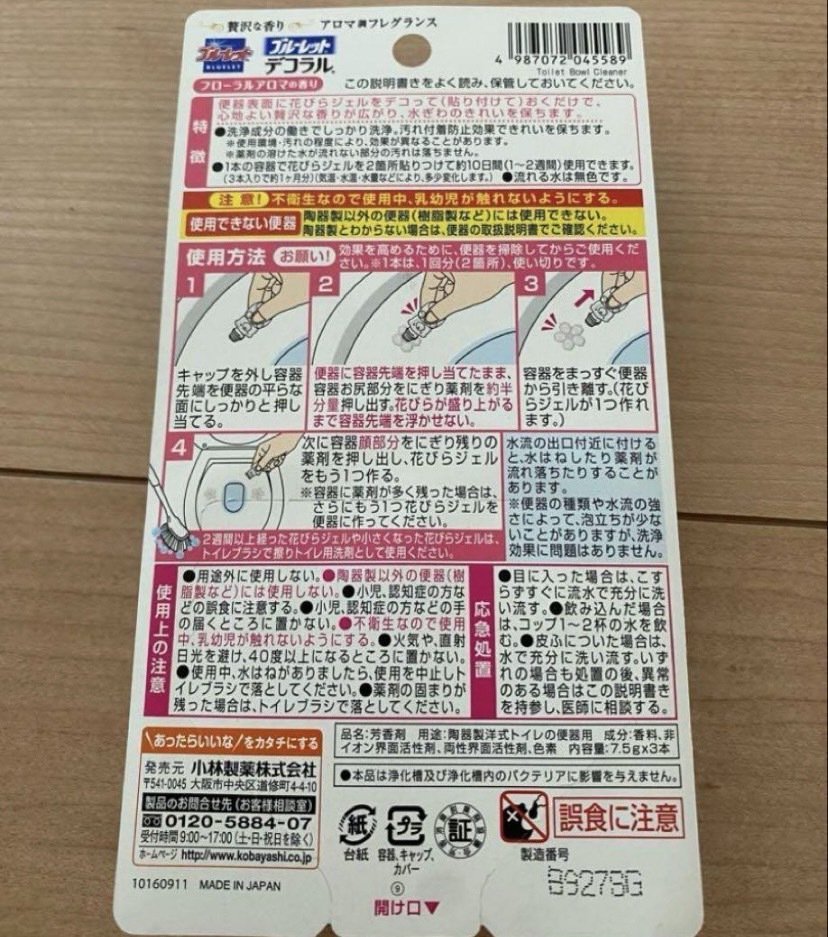 贅沢な香り アロマ調フレグランス
ブルーレット
BLUELET
ブルーレット
デコラル®
4 987072 045589
Toilet Bowl Cleaner
フローラルアロマの香り
この説明書きをよく読み、保管しておいてください。
特徴
便器表面に花びらジェルをデコって(貼り付けて)おくだけで、
心地よい贅沢な香りが広がり、水ぎわのきれいを保ちます。
●洗浄成分の働きでしっかり洗浄。汚れ付着防止効果できれいを保ちます。
※使用環境・汚れの程度により、効果が異なることがあります。
※薬剤の溶けた水が流れない部分の汚れは落ちません。
●1本の容器で花びらジェルを2箇所貼りつけて約10日間(1~2週間)使用できます。
(3本入りで約1ヶ月分)(気温・水温・水量などにより、多少変化します。) ●流れる水は無色です。
注意! 不衛生なので使用中、乳幼児が触れないようにする。
使用できない便器
陶器製以外の便器(樹脂製など)には使用できない。
陶器製とわからない場合は、便器の取扱説明書でご確認ください。
使用方法 お願い!
効果を高めるために、便器を掃除してからご使用くだ
さい。※1本は、1回分(2箇所)、使い切りです。
1
キャップを外し容器
先端を便器の平らな
面にしっかりと押し
当てる。
2
便器に容器先端を押し当てたまま、
容器お尻部分をにぎり薬剤を約半
分量押し出す。花びらが盛り上がる
まで容器先端を浮かせない。
3
容器をまっすぐ便器
から引き離す。(花び
らジェルが1つ作れ
ます。)
4
次に容器顔部分をにぎり残りの
薬剤を押し出し、花びらジェル
をもう1つ作る。
※容器に薬剤が多く残った場合は、
さらにもう1つ花びらジェルを
便器に作ってください。
2週間以上経った花びらジェルや小さくなった花びらジェルは、
トイレブラシで擦りトイレ用洗剤として使用ください。
水流の出口付近に付ける
と、水はねしたり薬剤が
流れ落ちたりすることが
あります。
※便器の種類や水流の強
さによって、泡立ちが少な
いことがありますが、洗浄
効果に問題はありません。
使用上の注意
●用途外に使用しない。●陶器製以外の便器(樹
脂製など)には使用しない。●小児、認知症の方な
どの誤食に注意する。●小児、認知症の方などの手
の届くところに置かない。●不衛生なので使用
中、乳幼児が触れないようにする。●火気や、直射
日光を避け、40度以上になるところに置かない。
●使用中、水はねがありましたら、使用を中止しト
イレブラシで落としてください。●薬剤の固まりが
残った場合は、トイレブラシで落としてください。
応急処置
●目に入った場合は、こす
らずすぐに流水で充分に洗
い流す。●飲み込んだ場合
は、コップ1~2杯の水を飲
む。●皮ふについた場合は、
水で充分に洗い流す。いず
れの場合も処置の後、異常
のある場合はこの説明書き
を持参し、医師に相談する。
\あったらいいな/をカタチにする
発売元 小林製薬株式会社
〒541-0045 大阪市中央区道修町4-4-10
製品のお問合せ先(お客様相談室)
0120-5884-07
受付時間 9:00~17:00(土・日・祝日を除く)
ホームページ http://www.kobayashi.co.jp
品名:芳香剤 用途:陶器製洋式トイレの便器用 成分:香料、非
イオン界面活性剤、両性界面活性剤、色素 内容量:7.5g×3本
●本品は浄化槽及び浄化槽内のバクテリアに影響を与えません。
紙
台紙
プラ
容器、キャップ、
カバー
証
誤食に注意
製造番号
B927SG
10160911 MADE IN JAPAN
⑨
開け口▼